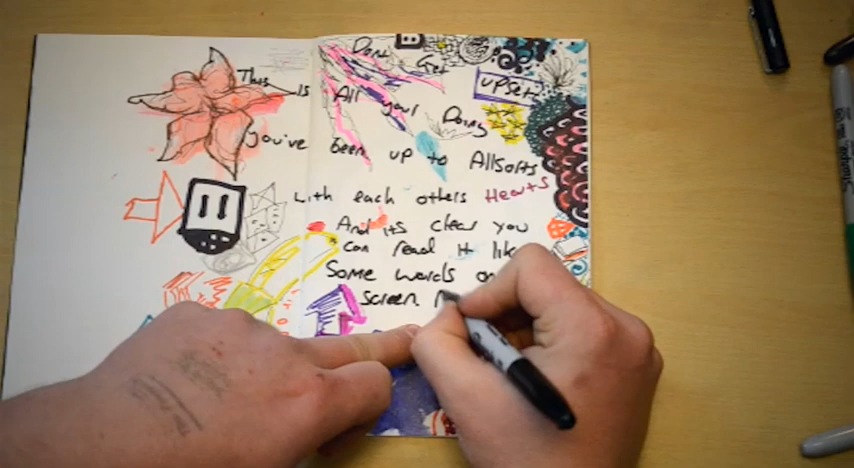 Dont Get upset
This is All your Doing
you've been up to Allsorts
with each others Hearts
And its clear you
can read it like
Some words on
screen